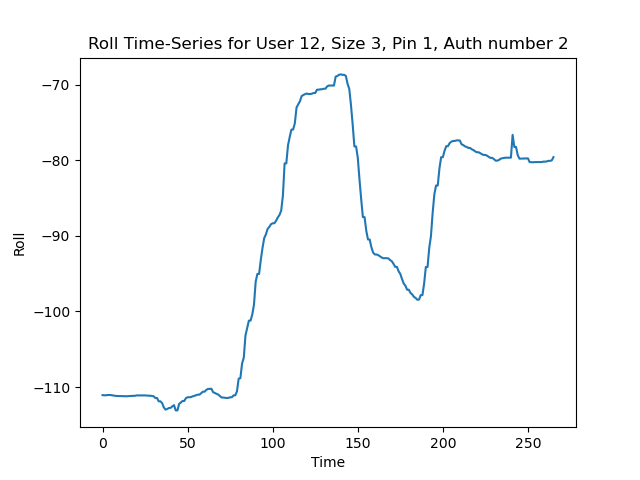 Roll Time-Series for User 12, Size 3, Pin 1, Auth number 2
−70
−80
−90
−100
−110
Roll
0 50 100 150 200 250
Time